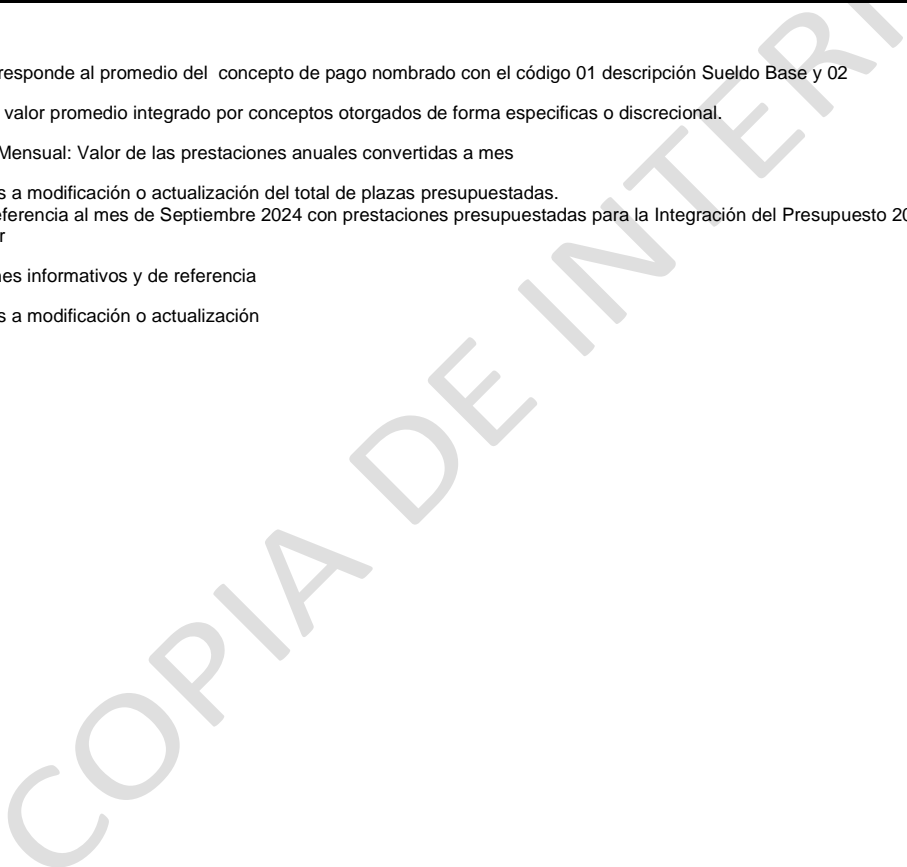 responde al promedio del concepto de pago nombrado con el código 01 descripción Sueldo Base y 02
valor promedio integrado por conceptos otorgados de forma especificas o discrecional.
Mensual: Valor de las prestaciones anuales convertidas a mes
s a modificación o actualización del total de plazas presupuestadas.
eferencia al mes de Septiembre 2024 con prestaciones presupuestadas para la Integración del Presupuesto 20
r
nes informativos y de referencia
s a modificación o actualización
COPIA DE INTER